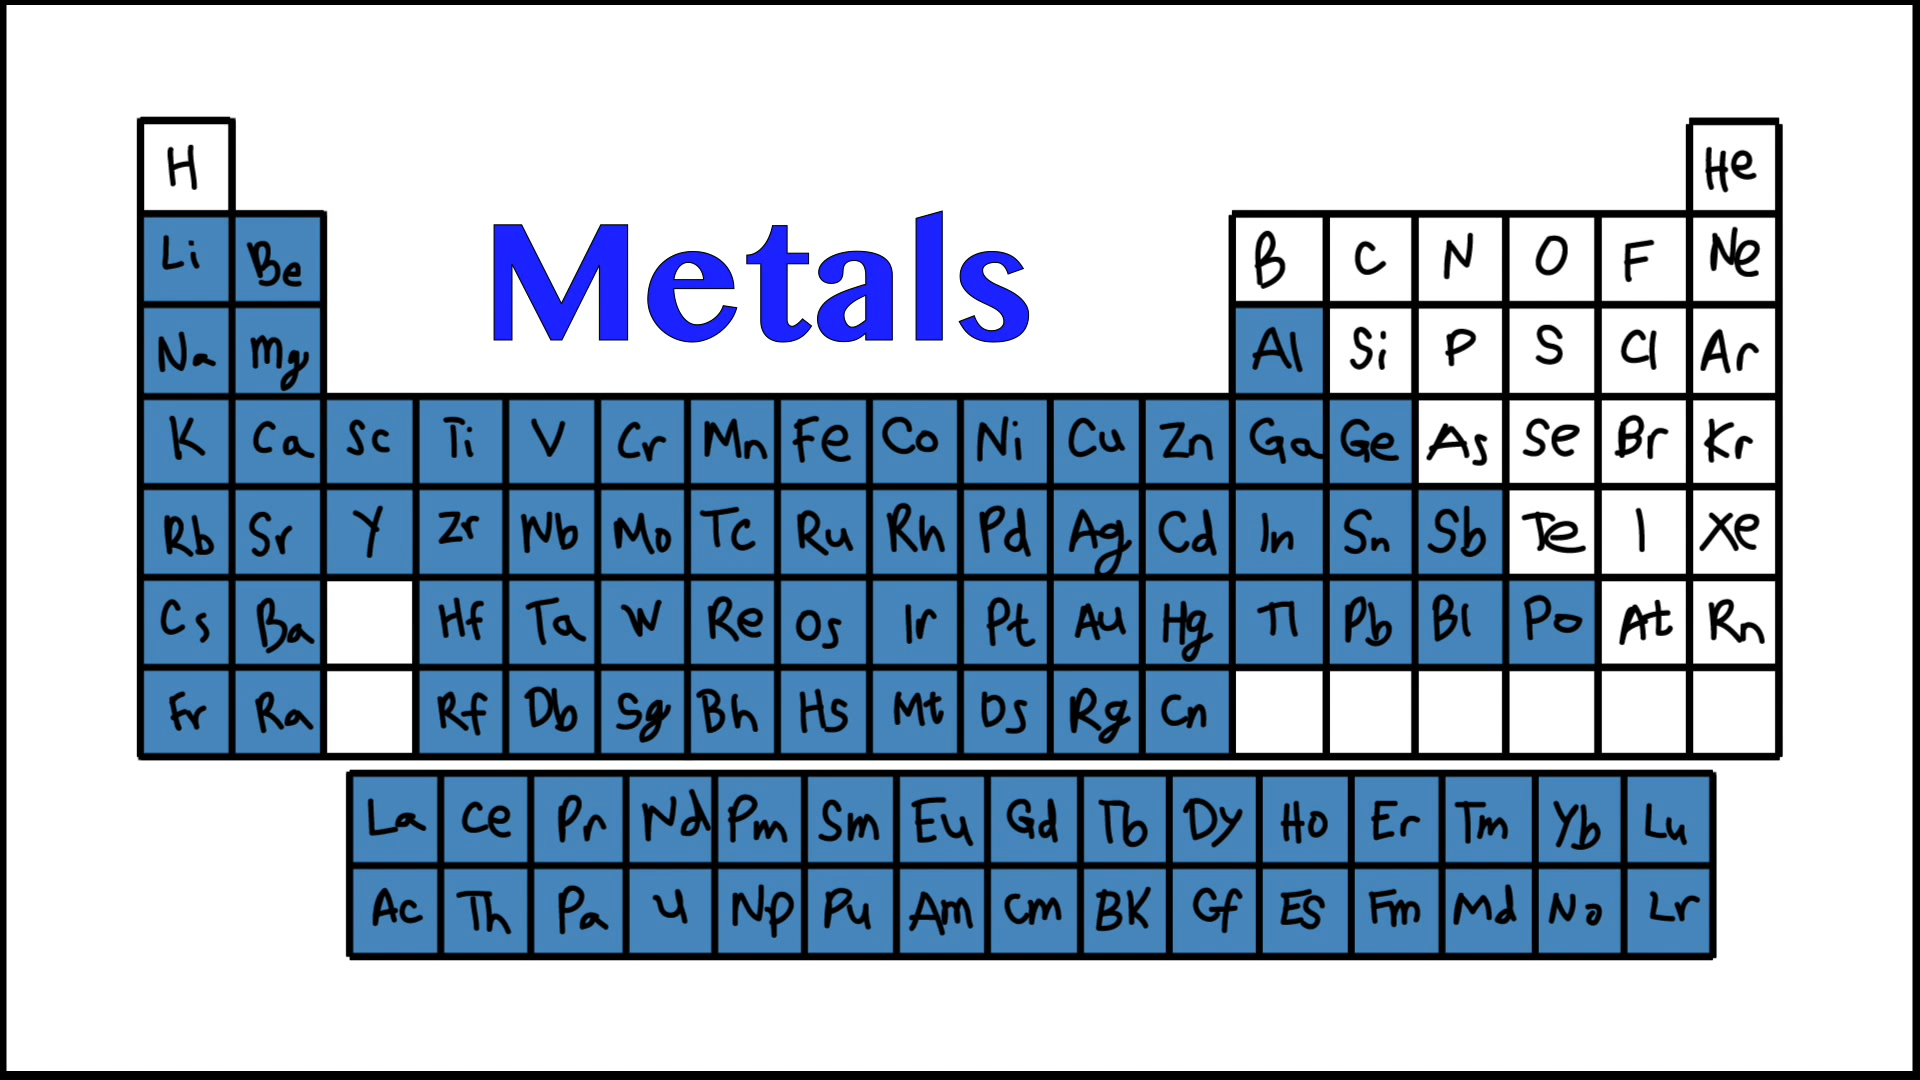 H He
Metals
Li Be B C N O F Ne
Na Mg Al Si P S Cl Ar
K Ca Sc Ti V Cr Mn Fe Co Ni Cu Zn Ga Ge As Se Br Kr
Rb Sr Y Zr Nb Mo Tc Ru Rh Pd Ag Cd In Sn Sb Te I Xe
Cs Ba Hf Ta W Re Os Ir Pt Au Hg Tl Pb BI Po At Rn
Fr Ra Rf Db Sg Bh Hs Mt Ds Rg Cn
La Ce Pr Nd Pm Sm Eu Gd Tb Dy Ho Er Tm Yb Lu
Ac Th Pa U Np Pu Am Cm BK Gf ES Fm Md No Lr